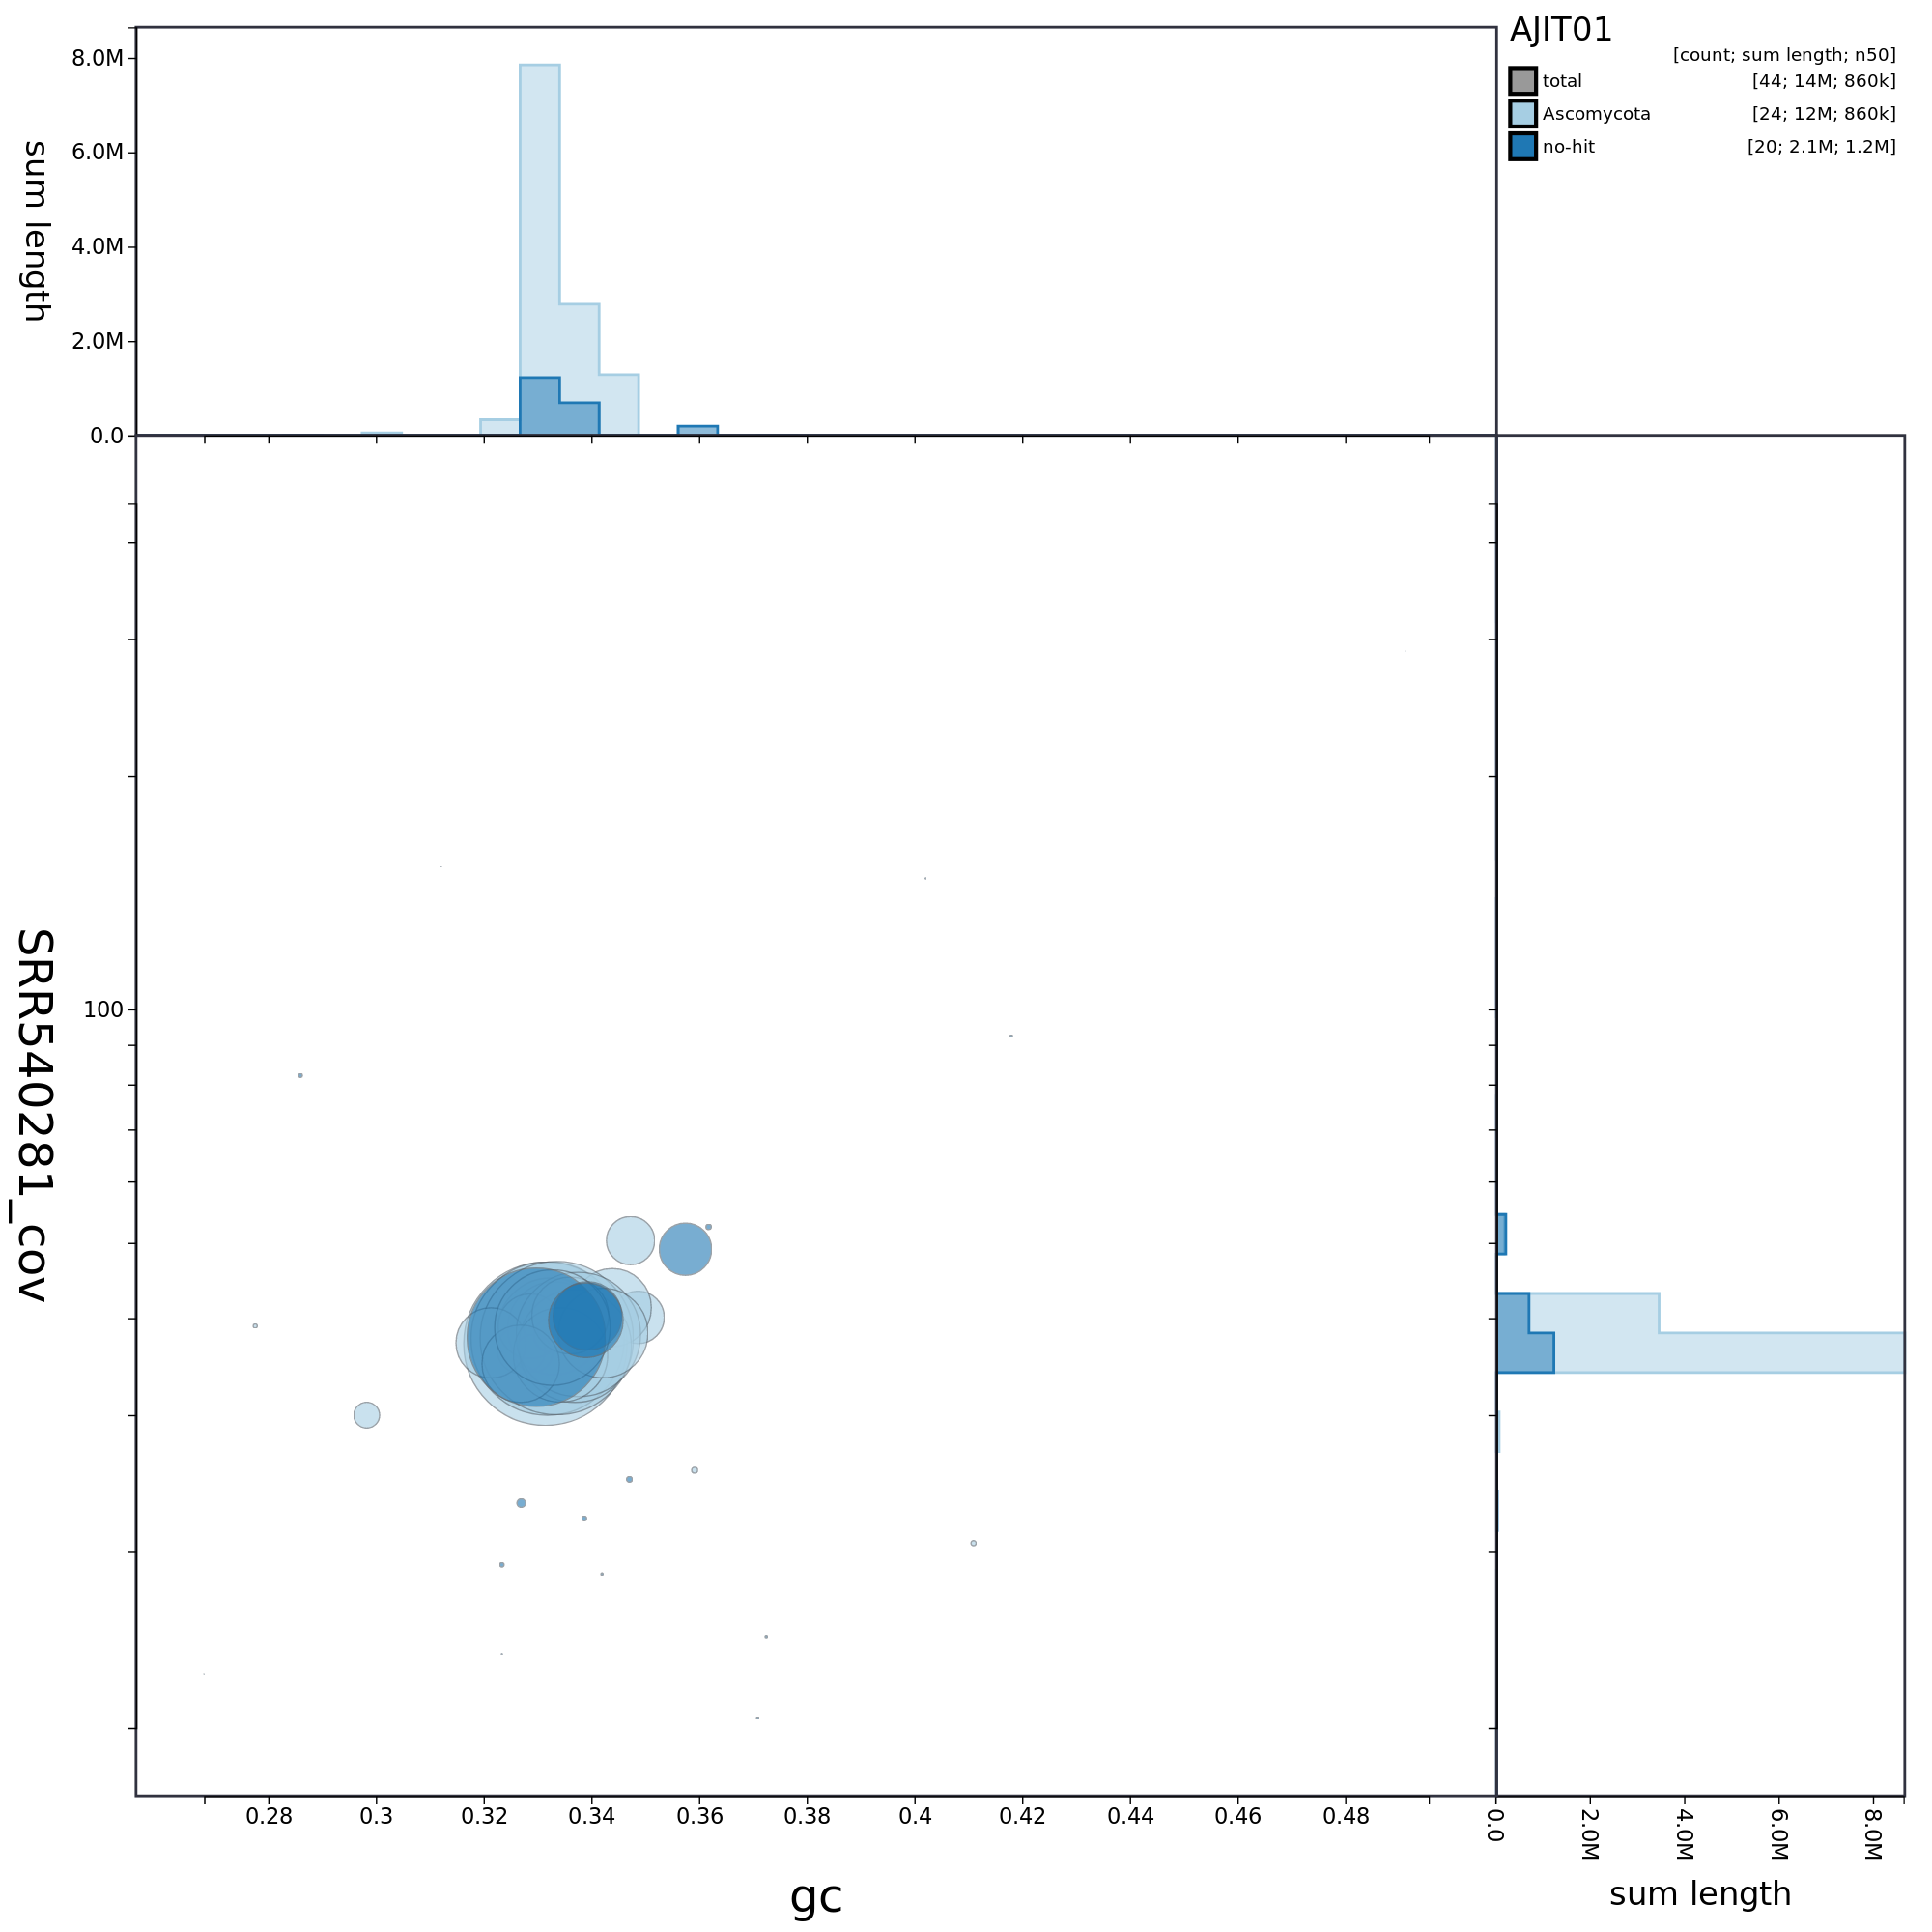 AJIT01
[count; sum length; n50]
total [44; 14M; 860k]
Ascomycota [24; 12M; 860k]
no-hit [20; 2.1M; 1.2M]
sum length
8.0M
6.0M
4.0M
2.0M
0.0
SRR540281_cov
100
0.28 0.3 0.32 0.34 0.36 0.38 0.4 0.42 0.44 0.46 0.48
gc
0.0 2.0M 4.0M 6.0M 8.0M
sum length